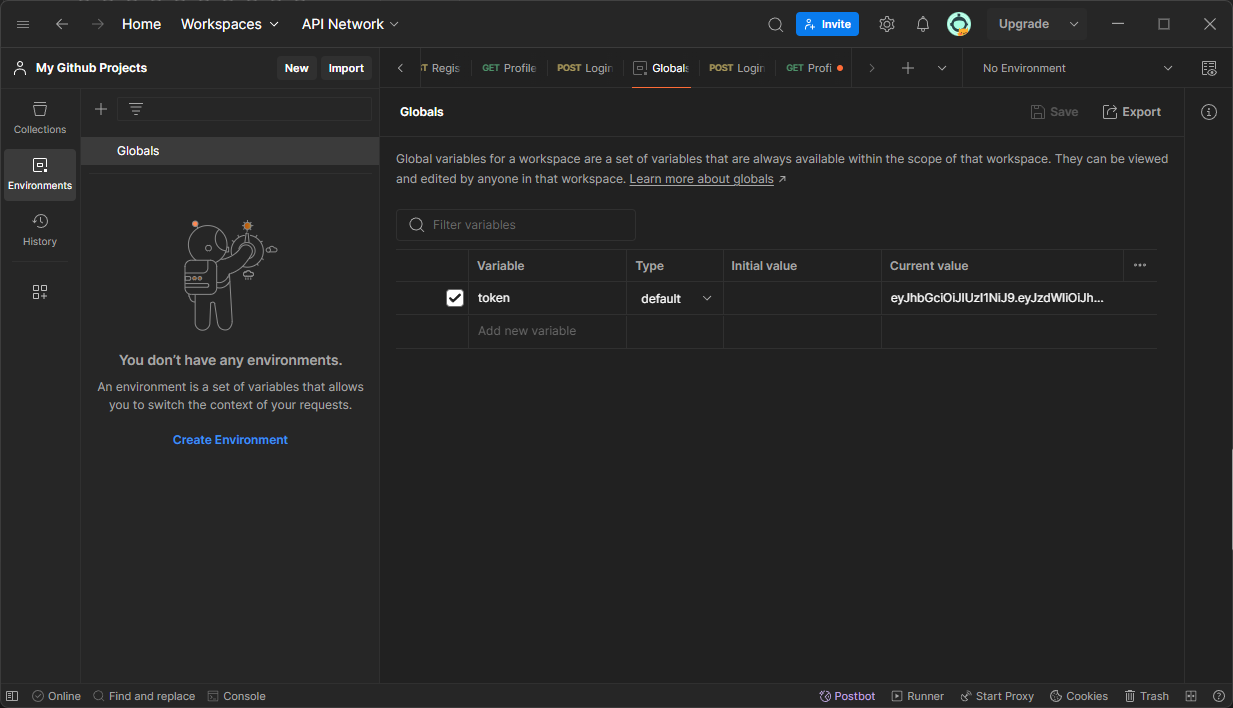 Home Workspaces API Network Invite Upgrade
My Github Projects New Import
T Regis GET Profile POST Login Globals POST Login GET Profi No Environment
Collections
Environments
History
Globals
You don't have any environments.
An environment is a set of variables that allows
you to switch the context of your requests.
Create Environment
Globals Save Export
Global variables for a workspace are a set of variables that are always available within the scope of that workspace. They can be viewed
and edited by anyone in that workspace. Learn more about globals ↗
Filter variables
Variable Type Initial value Current value
token default eyJhbGciOiJIUzI1NiJ9.eyJzdWIiOiJh...
Add new variable
Online Find and replace Console Postbot Runner Start Proxy Cookies Trash